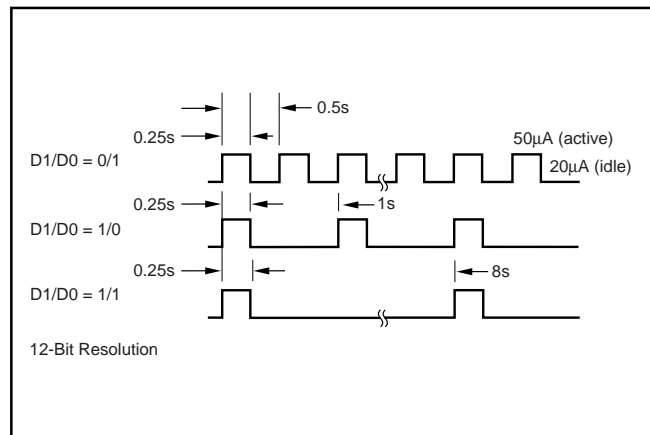 0.5s
0.25s
50μA (active)
D1/D0 = 0/1
20μA (idle)
0.25s
1s
D1/D0 = 1/0
0.25s
8s
D1/D0 = 1/1
12-Bit Resolution